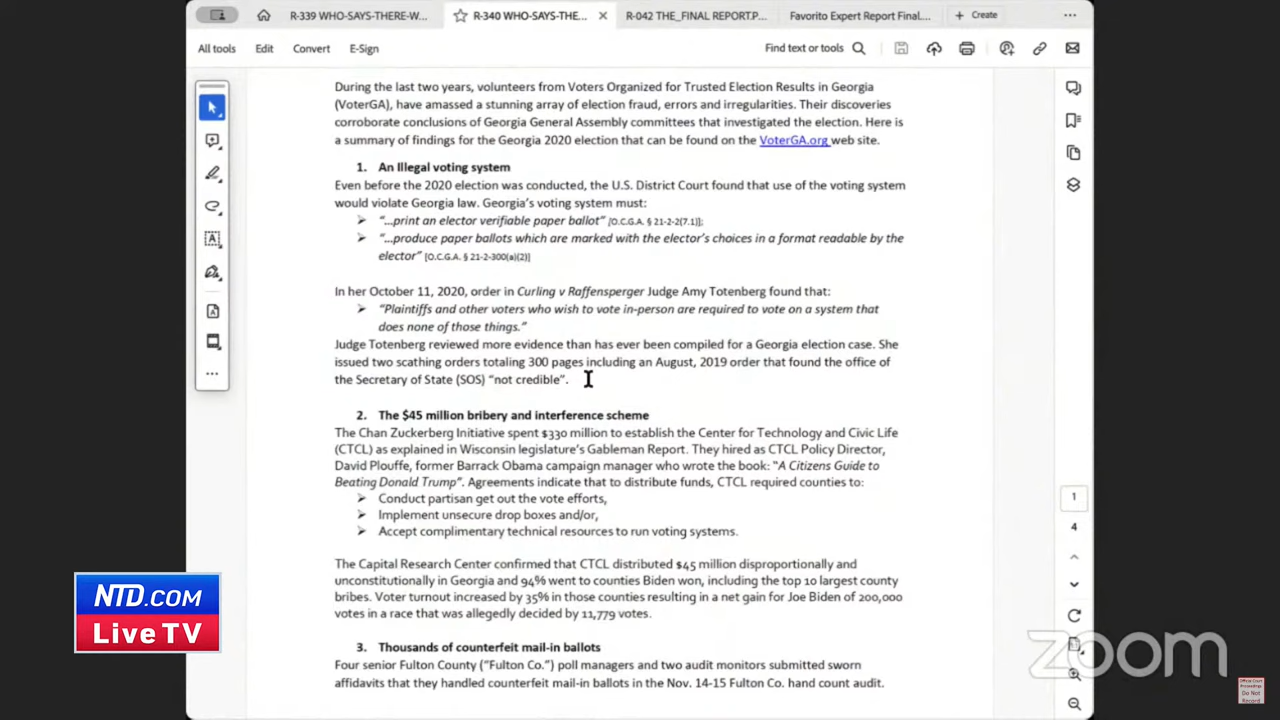 R-339 WHO-SAYS-THERE-W...
R-340 WHO-SAYS-THE...
R-042 THE_FINAL REPORT.P...
Favorito Expert Report Final....
+ Create
All tools
Edit
Convert
E-Sign
Find text or tools
During the last two years, volunteers from Voters Organized for Trusted Election Results in Georgia
(VoterGA), have amassed a stunning array of election fraud, errors and irregularities. Their discoveries
corroborate conclusions of Georgia General Assembly committees that investigated the election. Here is
a summary of findings for the Georgia 2020 election that can be found on the VoterGA.org web site.
1. An Illegal voting system
Even before the 2020 election was conducted, the U.S. District Court found that use of the voting system
would violate Georgia law. Georgia's voting system must:
➢ "...print an elector verifiable paper ballot" [O.C.G.A. § 21-2-2(7.1)];
➢ "...produce paper ballots which are marked with the elector's choices in a format readable by the
elector" [O.C.G.A. § 21-2-300(a)(2)]
In her October 11, 2020, order in Curling v Raffensperger Judge Amy Totenberg found that:
➢ "Plaintiffs and other voters who wish to vote in-person are required to vote on a system that
does none of those things."
Judge Totenberg reviewed more evidence than has ever been compiled for a Georgia election case. She
issued two scathing orders totaling 300 pages including an August, 2019 order that found the office of
the Secretary of State (SOS) "not credible".
2. The $45 million bribery and interference scheme
The Chan Zuckerberg Initiative spent $330 million to establish the Center for Technology and Civic Life
(CTCL) as explained in Wisconsin legislature's Gableman Report. They hired as CTCL Policy Director,
David Plouffe, former Barrack Obama campaign manager who wrote the book: "A Citizens Guide to
Beating Donald Trump". Agreements indicate that to distribute funds, CTCL required counties to:
➢ Conduct partisan get out the vote efforts,
➢ Implement unsecure drop boxes and/or,
➢ Accept complimentary technical resources to run voting systems.
The Capital Research Center confirmed that CTCL distributed $45 million disproportionally and
unconstitutionally in Georgia and 94% went to counties Biden won, including the top 10 largest county
bribes. Voter turnout increased by 35% in those counties resulting in a net gain for Joe Biden of 200,000
votes in a race that was allegedly decided by 11,779 votes.
3. Thousands of counterfeit mail-in ballots
Four senior Fulton County ("Fulton Co.") poll managers and two audit monitors submitted sworn
affidavits that they handled counterfeit mail-in ballots in the Nov. 14-15 Fulton Co. hand count audit.
1
4
NTD.COM
Live TV
zoom
Official Court
Proceedings
Do Not
Record